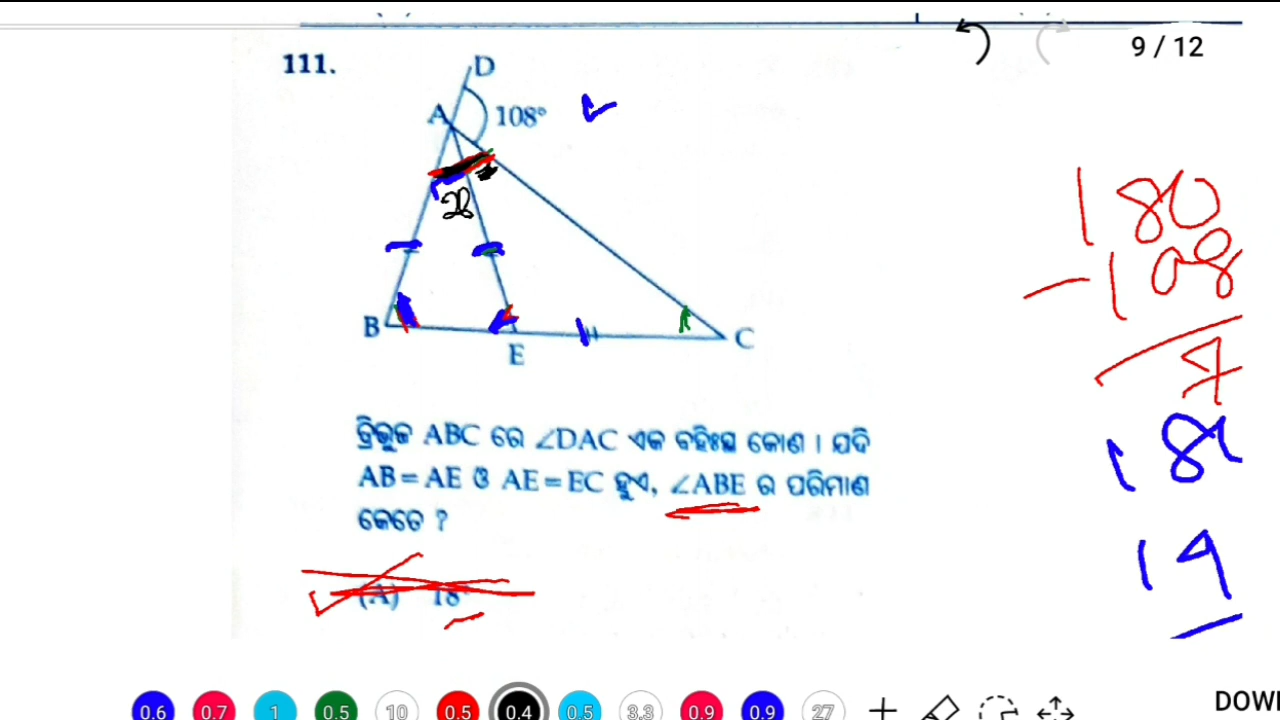 9 / 12
111.
D
A
108°
B
E
C
180
-108
7
18
19
ତ୍ରିଭୁଜ ABC ରେ ∠DAC ଏକ ବହିଃସ୍ଥ କୋଣ । ଯଦି
AB = AE ଓ AE = EC ହୁଏ, ∠ABE ର ପରିମାଣ
କେତେ ?
(A) 18°
0.6 0.7 1 0.5 10 0.5 0.4 0.5 3.3 0.9 0.9 27